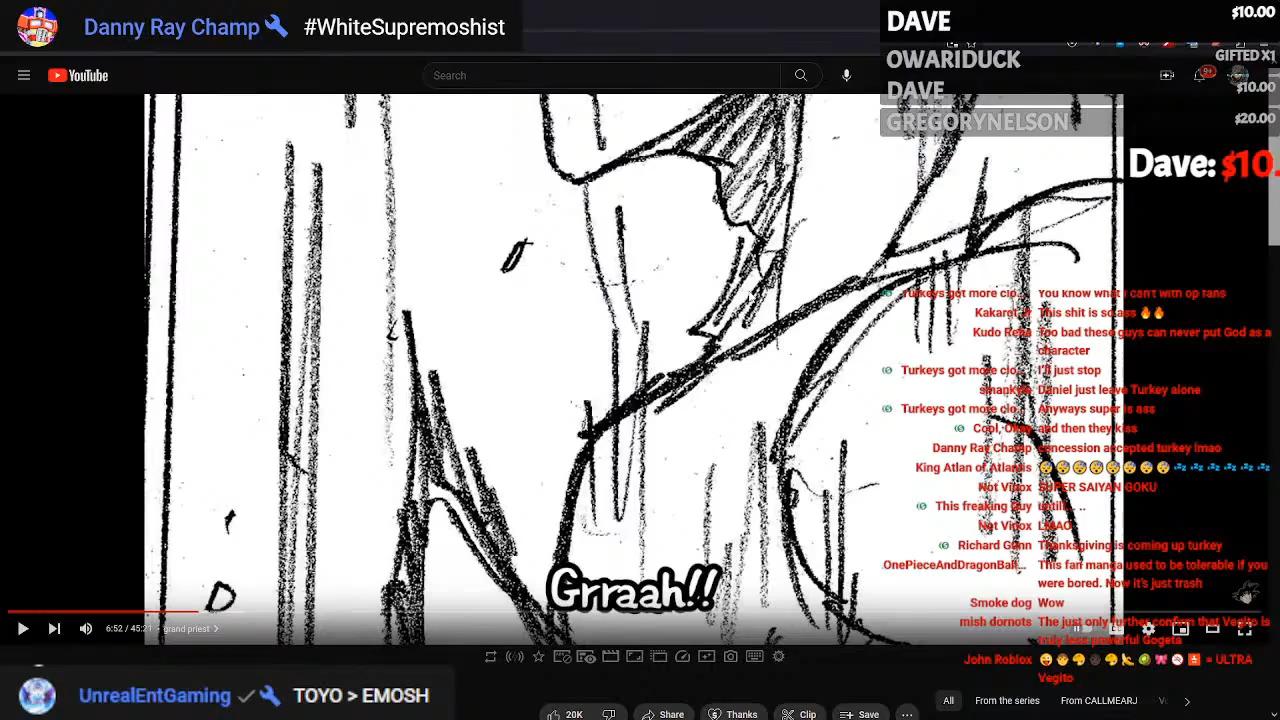 Danny Ray Champ #WhiteSupremoshist
DAVE $10.00
OWARIDUCK GIFTED X1
DAVE $10.00
GREGORYNELSON $20.00
YouTube
Search
9+
Dave: $10.
Turkeys got more clo... You know what I can't with op fans
This shit is so ass 🔥🔥
Kudo Too bad these guys can never put God as a
character
Turkeys got more clo... I'll just stop
Daniel just leave Turkey alone
Turkeys got more clo... Anyways super is ass
Cool, and then they kiss
Danny Ray Champ concession accepted turkey lmao
King Atlan of Atlantis 😴😴😴😴😴😴😴😴 💤 💤 💤 💤 💤 💤
Not Vipox SUPER SAIYAN GOKU
This freaking Guy untill.. ..
Not Vipox LMAO
Richard Gunn Thanksgiving is coming up turkey
OnePieceAndDragonBall... This fan manga used to be tolerable if you
were bored. Now it's just trash
Smoke dog Wow
mish dornots The just only further confirm that Vegito is
truly less powerful Gogeta
John Roblox = ULTRA
Vegito
Grraah!!
6:52 / 45:21 · grand priest >
UnrealEntGaming TOYO > EMOSH
20K Share Thanks Clip Save ...
All From the series From CALLMEARJ